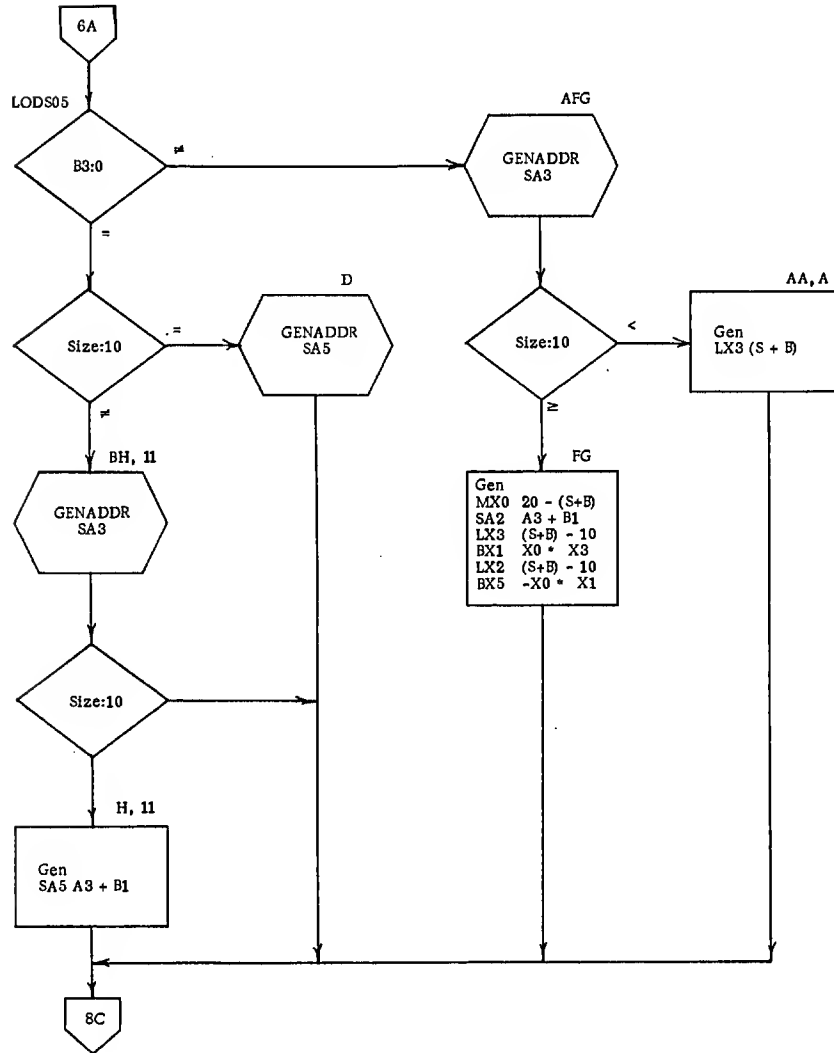 6A
LODS05
B3:0
≠
=
AFG
GENADDR
SA3
Size:10
=
≠
D
GENADDR
SA5
Size:10
<
≥
AA, A
Gen
LX3 (S + B)
BH, 11
GENADDR
SA3
FG
Gen
MX0 20 - (S+B)
SA2 A3 + B1
LX3 (S+B) - 10
BX1 X0 * X3
LX2 (S+B) - 10
BX5 -X0 * X1
Size:10
H, 11
Gen
SA5 A3 + B1
8C